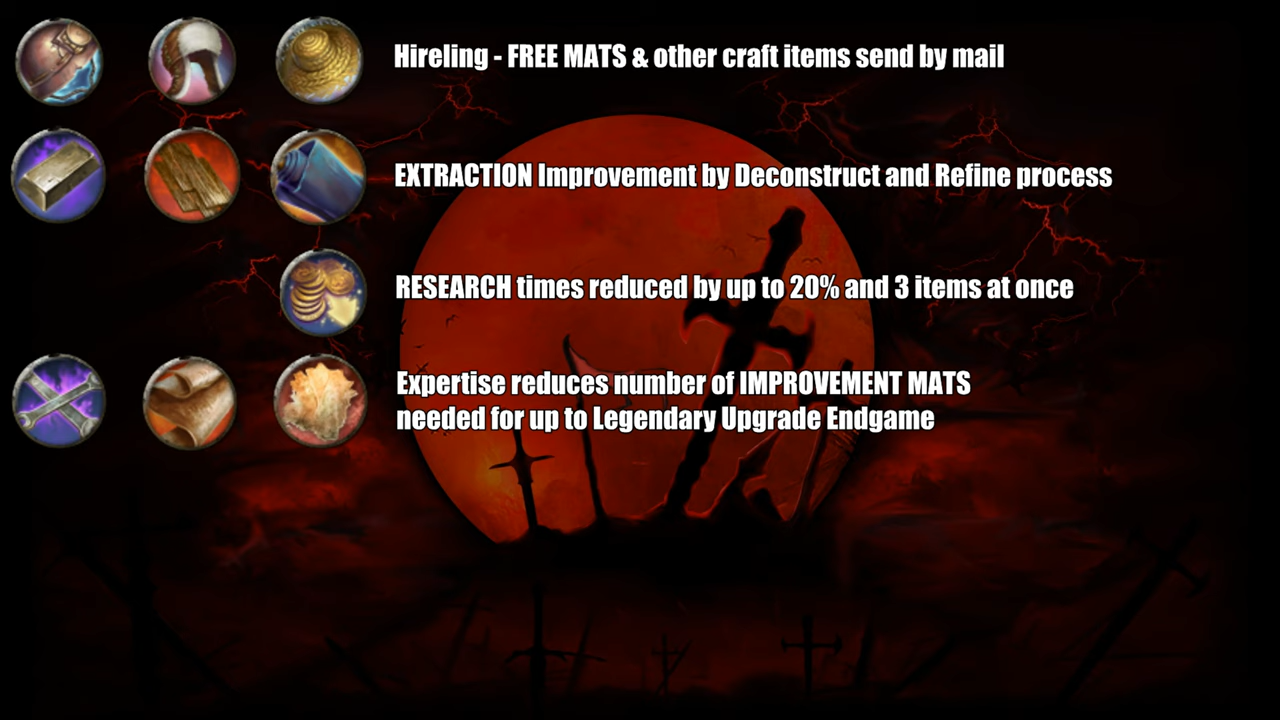 Hireling - FREE MATS & other craft items send by mail
EXTRACTION Improvement by Deconstruct and Refine process
RESEARCH times reduced by up to 20% and 3 items at once
Expertise reduces number of IMPROVEMENT MATS
needed for up to Legendary Upgrade Endgame